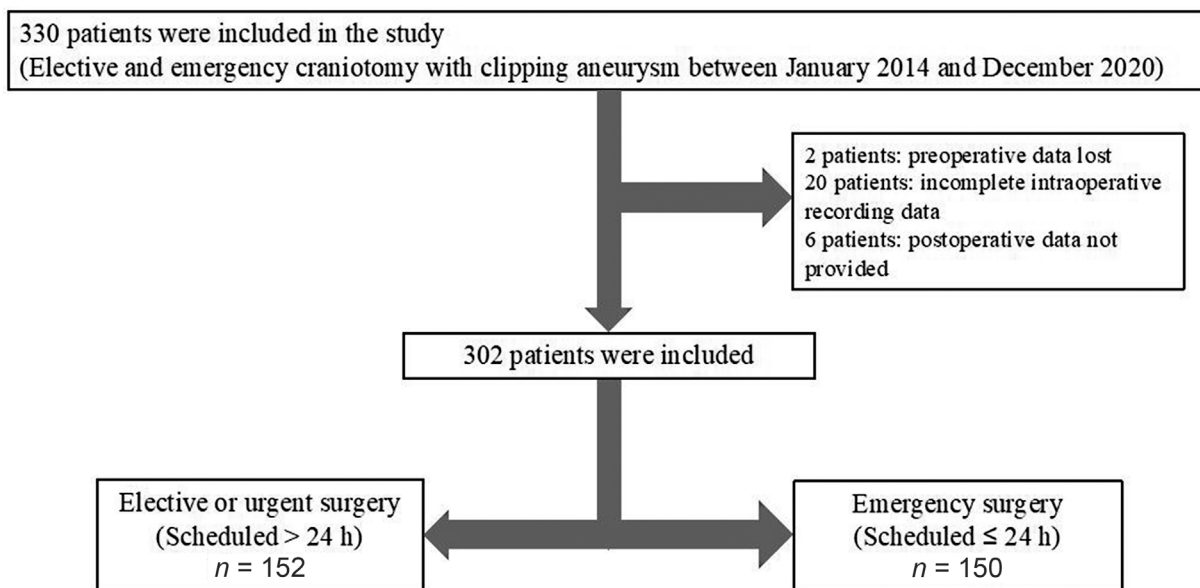 330 patients were included in the study
(Elective and emergency craniotomy with clipping aneurysm between January 2014 and December 2020)
2 patients: preoperative data lost
20 patients: incomplete intraoperative
recording data
6 patients: postoperative data not
provided
302 patients were included
Elective or urgent surgery
(Scheduled > 24 h)
n = 152
Emergency surgery
(Scheduled ≤ 24 h)
n = 150